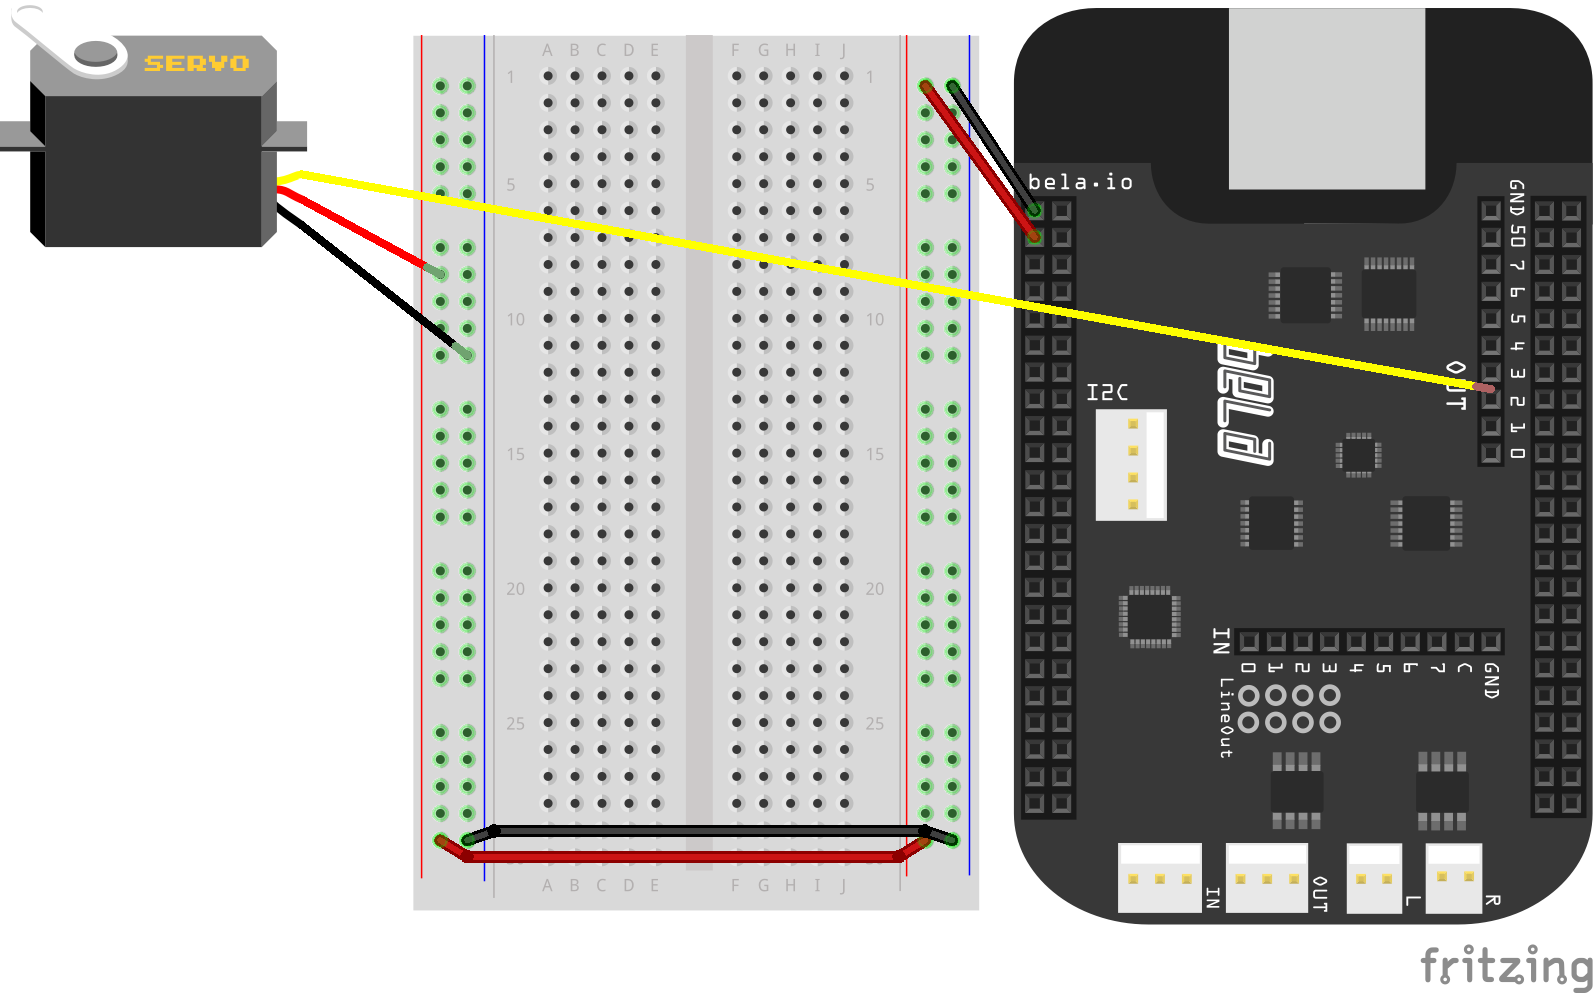 SERVO
A B C D E F G H I J
1 1
5 5
10 10
15 15
20 20
25 25
A B C D E F G H I J
bela.io
GND
50
7
6
5
4
3
2
1
0
OUT
bela
I2C
IN
0 1 2 3 4 5 6 7 C GND
LineOut
IN
OUT
L
R
fritzing